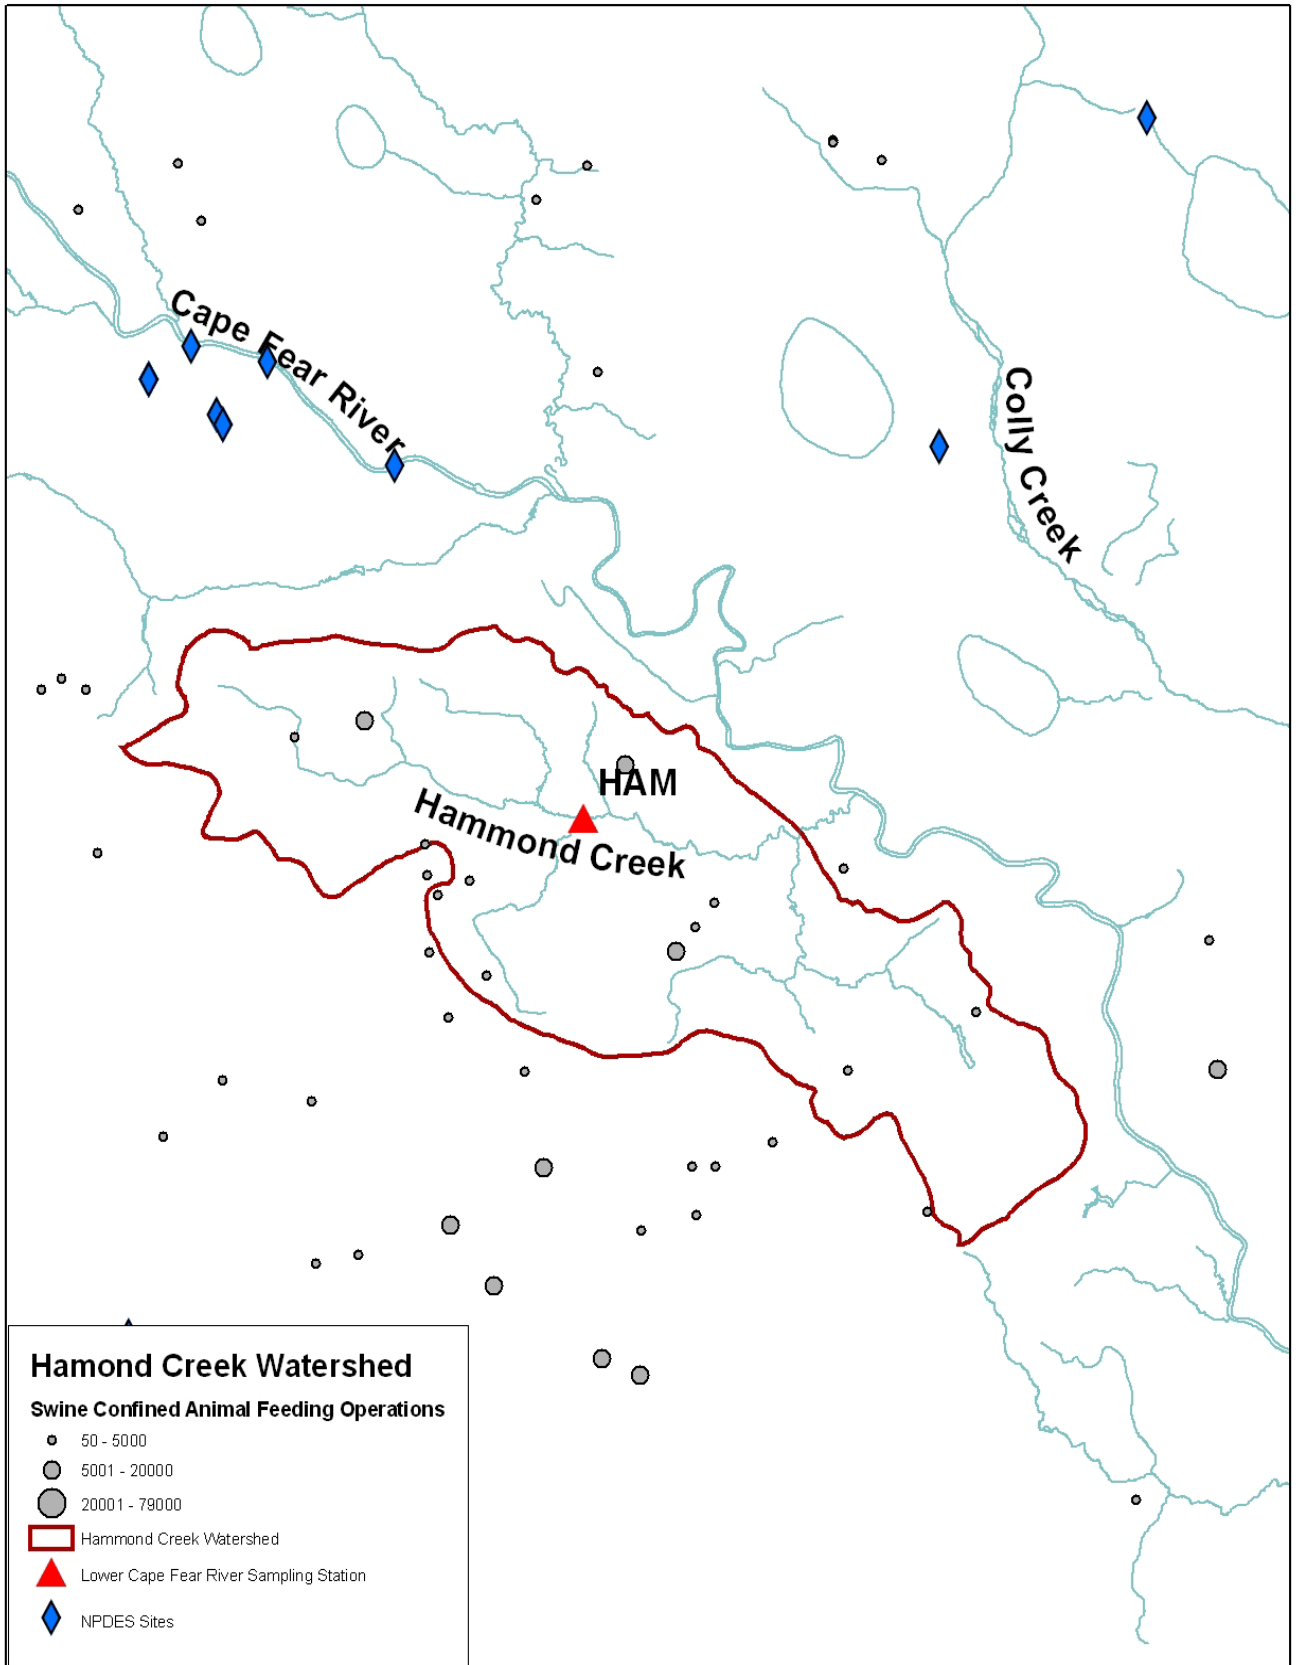 Cape Fear River
Colly Creek
HAM
Hammond Creek
Hamond Creek Watershed
Swine Confined Animal Feeding Operations
50 - 5000
5001 - 20000
20001 - 79000
Hammond Creek Watershed
Lower Cape Fear River Sampling Station
NPDES Sites